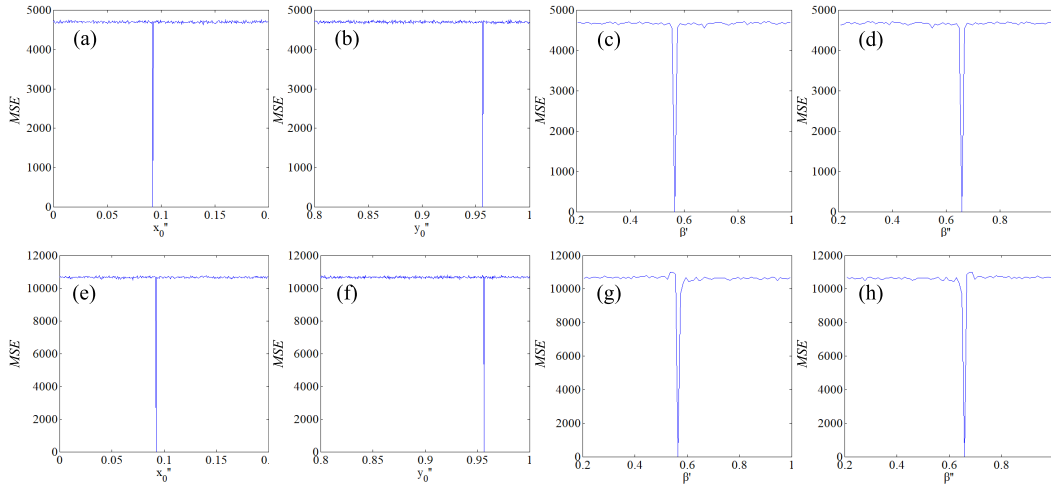 5000
4000
3000
2000
1000
0
MSE
(a)
0 0.05 0.1 0.15 0.
x0''
5000
4000
3000
2000
1000
0
MSE
(b)
0.8 0.85 0.9 0.95 1
y0''
5000
4000
3000
2000
1000
0
MSE
(c)
0.2 0.4 0.6 0.8 1
β'
5000
4000
3000
2000
1000
0
MSE
(d)
0.2 0.4 0.6 0.8
β''
12000
10000
8000
6000
4000
2000
0
MSE
(e)
0 0.05 0.1 0.15 0.
x0''
12000
10000
8000
6000
4000
2000
0
MSE
(f)
0.8 0.85 0.9 0.95 1
y0''
12000
10000
8000
6000
4000
2000
0
MSE
(g)
0.2 0.4 0.6 0.8 1
β'
12000
10000
8000
6000
4000
2000
0
MSE
(h)
0.2 0.4 0.6 0.8
β''